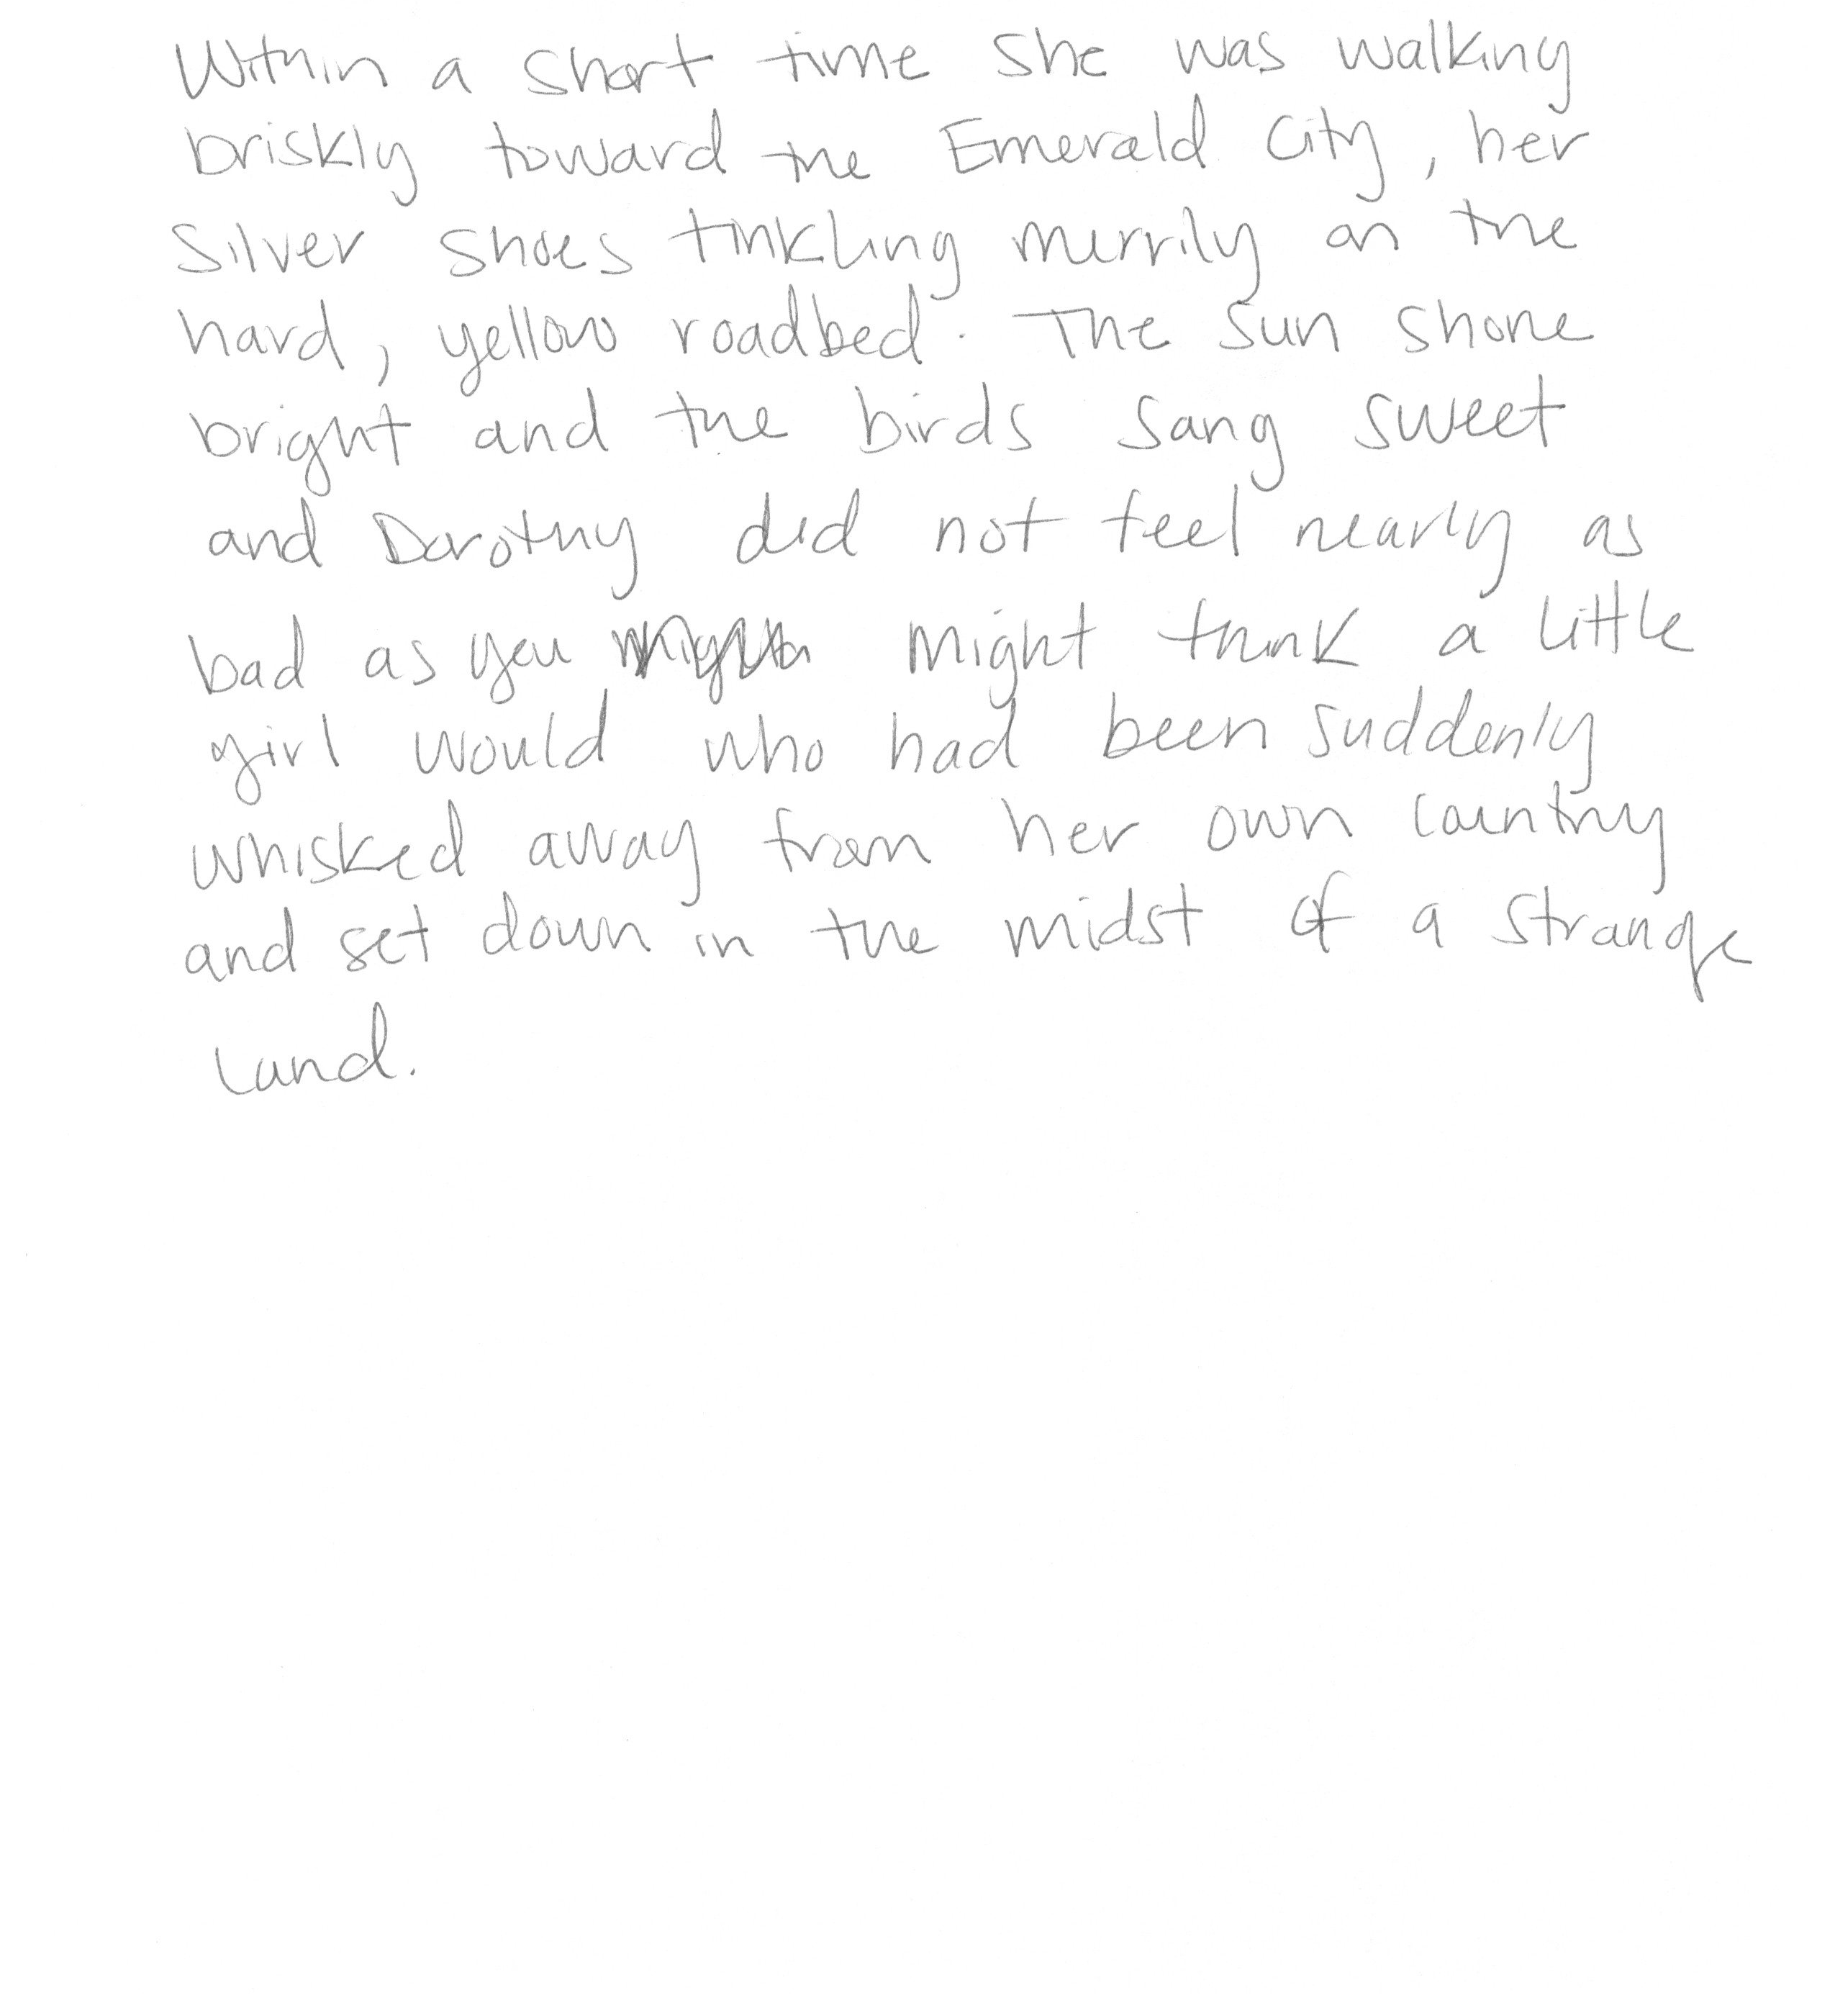 Within a short time she was walking
briskly toward the Emerald City, her
Silver Shoes tinkling merrily on the
hard, yellow roadbed. The sun shone
bright and the birds sang sweet
and Dorothy did not feel nearly as
bad as you might think a little
girl would who had been suddenly
whisked away from her own country
and set down in the midst of a strange
land.